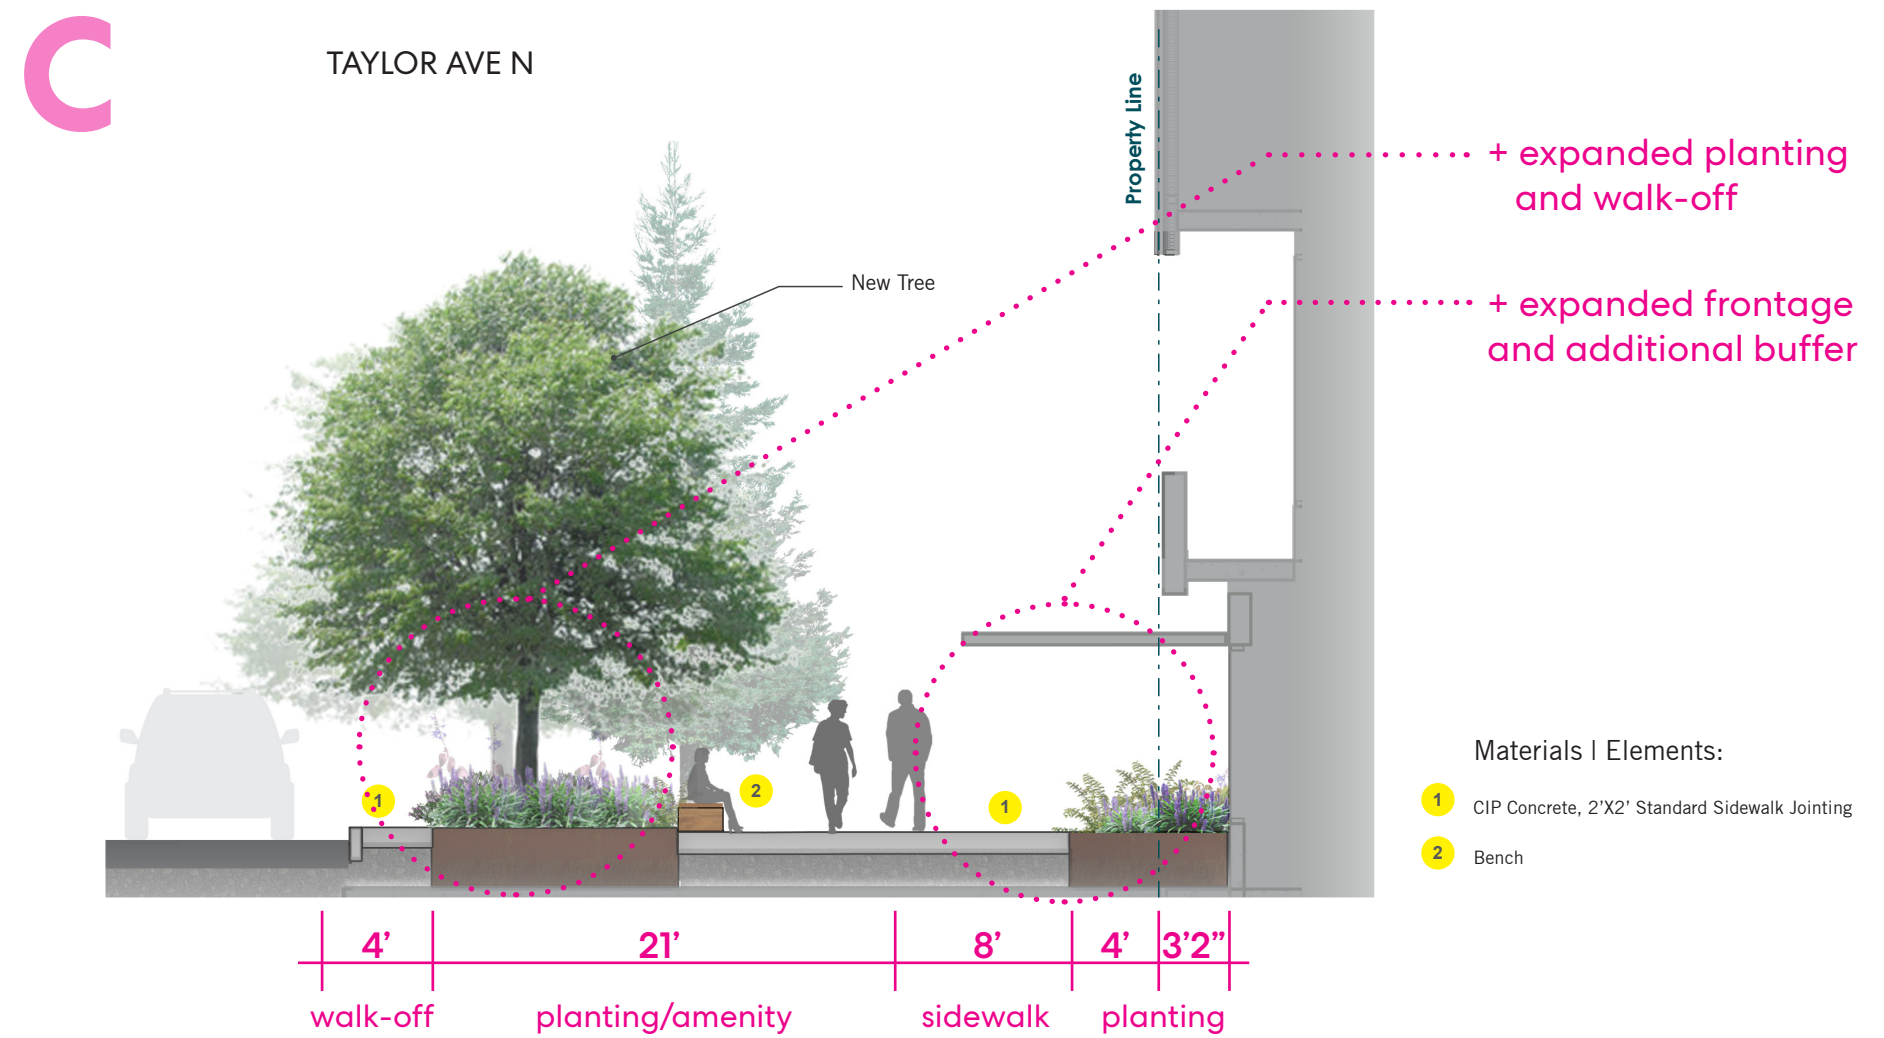 C
TAYLOR AVE N
Property Line
+ expanded planting
and walk-off
New Tree
+ expanded frontage
and additional buffer
Materials | Elements:
1 CIP Concrete, 2’X2’ Standard Sidewalk Jointing
2 Bench
1
2
1
4’ 21’ 8’ 4’ 3’2”
walk-off planting/amenity sidewalk planting